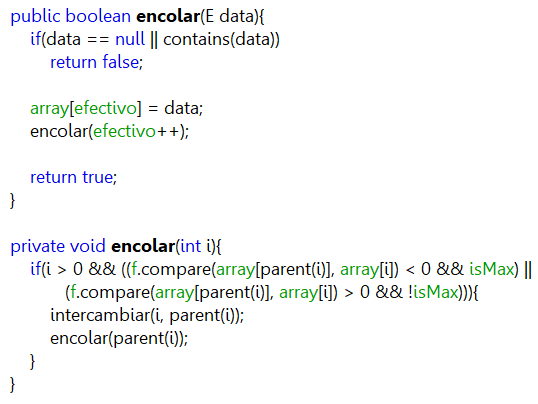 public boolean encolar(E data){
if(data == null || contains(data))
return false;
array[efectivo] = data;
encolar(efectivo++);
return true;
}
private void encolar(int i){
if(i > 0 && ((f.compare(array[parent(i)], array[i]) < 0 && isMax) ||
(f.compare(array[parent(i)], array[i]) > 0 && !isMax))){
intercambiar(i, parent(i));
encolar(parent(i));
}
}